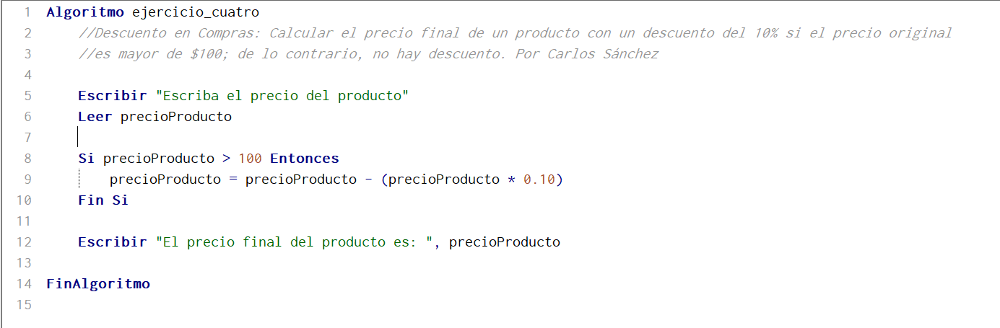 1 Algoritmo ejercicio_cuatro
2 //Descuento en Compras: Calcular el precio final de un producto con un descuento del 10% si el precio original
3 //es mayor de $100; de lo contrario, no hay descuento. Por Carlos Sánchez
4
5 Escribir "Escriba el precio del producto"
6 Leer precioProducto
7
8 Si precioProducto > 100 Entonces
9 precioProducto = precioProducto - (precioProducto * 0.10)
10 Fin Si
11
12 Escribir "El precio final del producto es: ", precioProducto
13
14 FinAlgoritmo
15